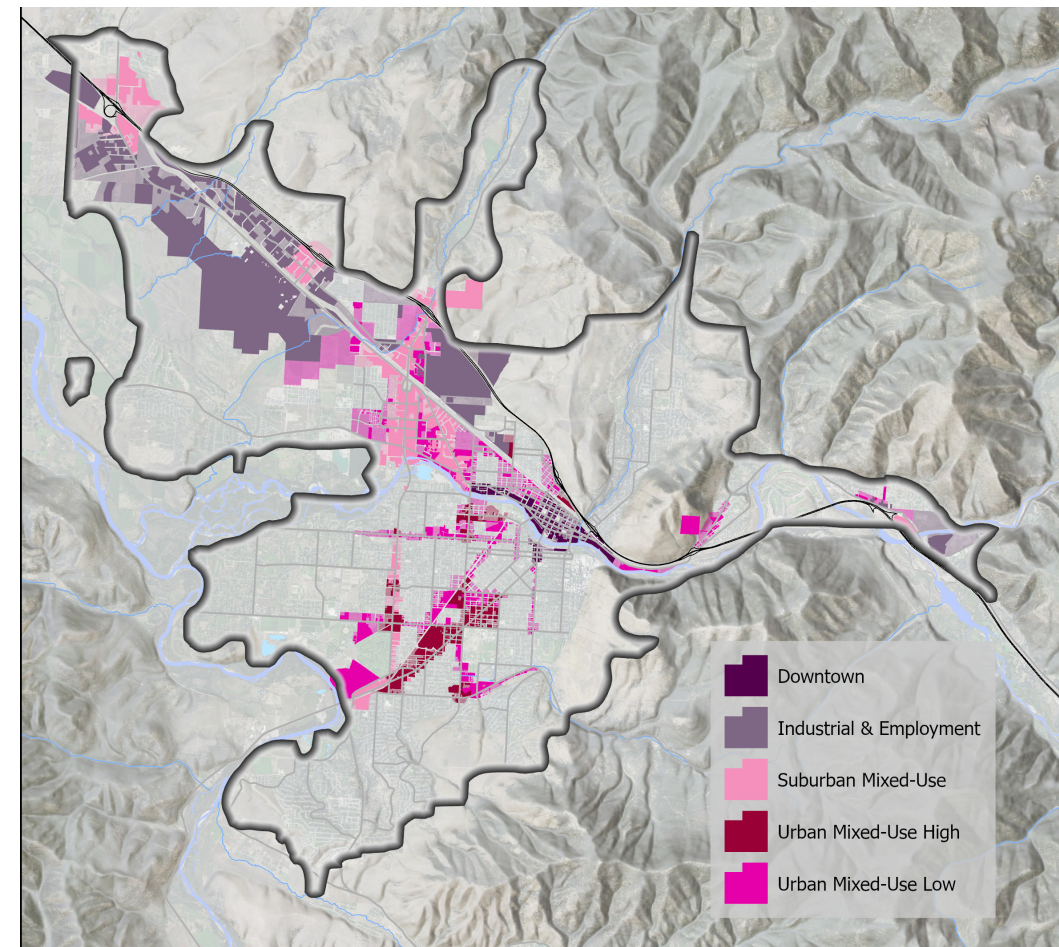 Downtown
Industrial & Employment
Suburban Mixed-Use
Urban Mixed-Use High
Urban Mixed-Use Low